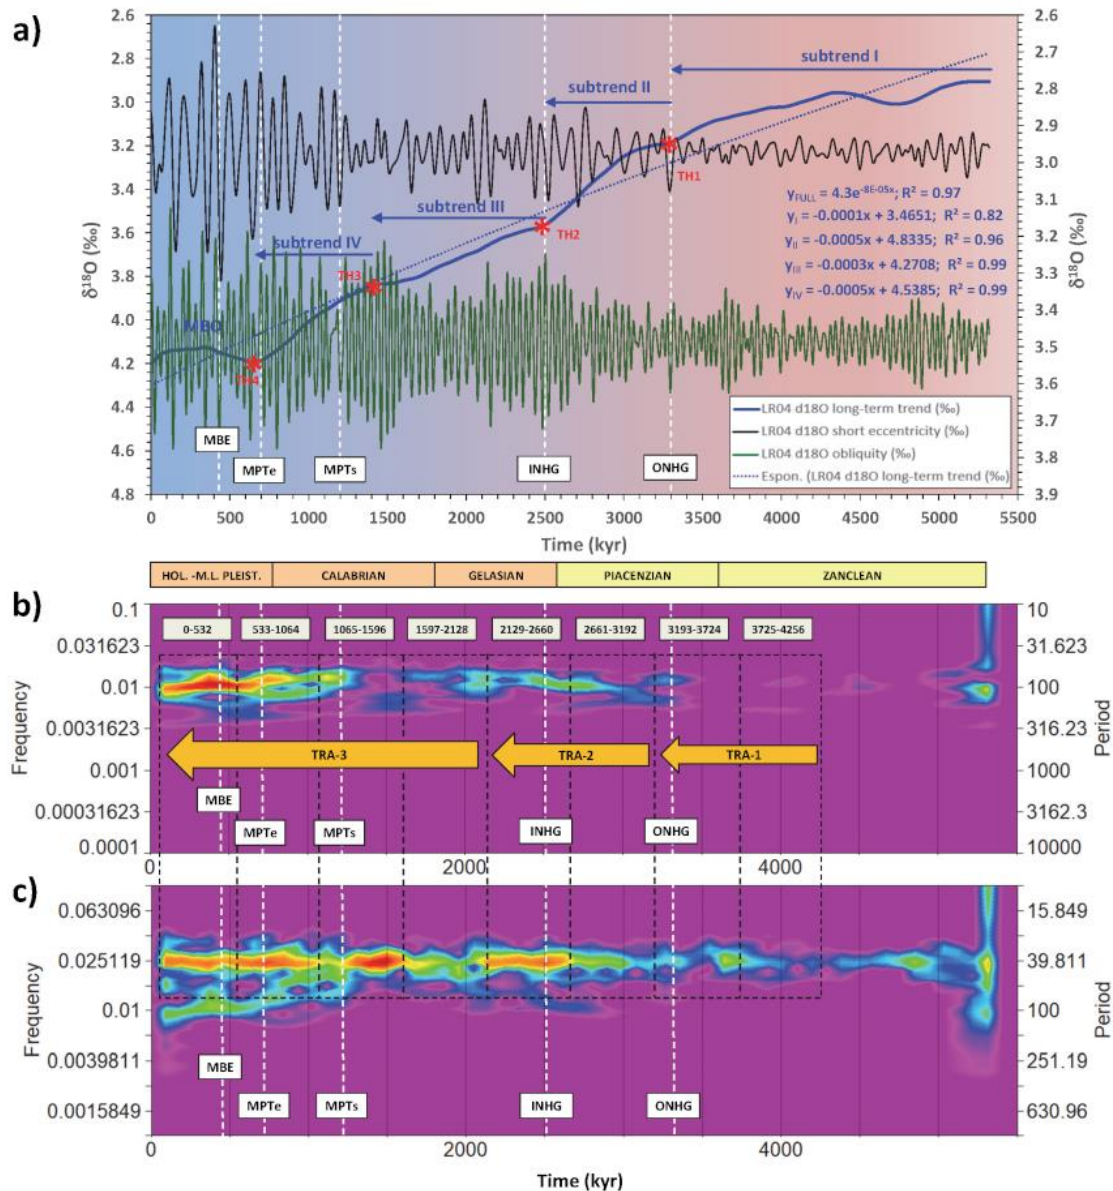 a)
2.6
3.0
3.2
3.4
3.6
3.8
4.0
4.2
4.4
4.6
4.8
δ¹⁸O (‰)
2.6
2.7
2.8
2.9
3.0
3.1
3.2
3.3
3.4
3.5
3.6
3.7
3.8
3.9
δ¹⁸O (‰)
subtrend I
subtrend II
subtrend III
subtrend IV
TH1
TH2
TH3
TH4
MBO
y_FULL = 4.3e^-8E-05x; R² = 0.97
y_I = -0.0001x + 3.4651; R² = 0.82
y_II = -0.0005x + 4.8335; R² = 0.96
y_III = -0.0003x + 4.2708; R² = 0.99
y_IV = -0.0005x + 4.5385; R² = 0.99
LR04 d18O long-term trend (‰)
LR04 d18O short eccentricity (‰)
LR04 d18O obliquity (‰)
Espon. (LR04 d18O long-term trend (‰)
MBE
MPTe
MPTs
INHG
ONHG
0 500 1000 1500 2000 2500 3000 3500 4000 4500 5000 5500
Time (kyr)
HOL. -M.L. PLEIST. CALABRIAN GELASIAN PIACENZIAN ZANCLEAN
b)
0.1
0.031623
0.01
0.0031623
0.001
0.00031623
0.0001
Frequency
10
31.623
100
316.23
1000
3162.3
10000
Period
0-532 533-1064 1065-1596 1597-2128 2129-2660 2661-3192 3193-3724 3725-4256
TRA-3 TRA-2 TRA-1
MBE
MPTe MPTs INHG ONHG
0 2000 4000
c)
0.063096
0.025119
0.01
0.0039811
0.0015849
Frequency
15.849
39.811
100
251.19
630.96
Period
MBE
MPTe MPTs INHG ONHG
0 2000 4000
Time (kyr)